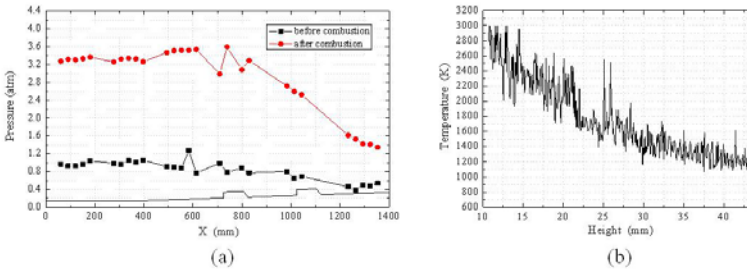 4.4
4.0
3.6
3.2
2.8
2.4
2.0
1.6
1.2
0.8
0.4
0.0
Pressure (atm)
before combustion
after combustion
0 200 400 600 800 1000 1200 1400
X (mm)
(a)
3200
3000
2800
2600
2400
2200
2000
1800
1600
1400
1200
1000
800
600
Temperature (K)
10 15 20 25 30 35 40
Height (mm)
(b)